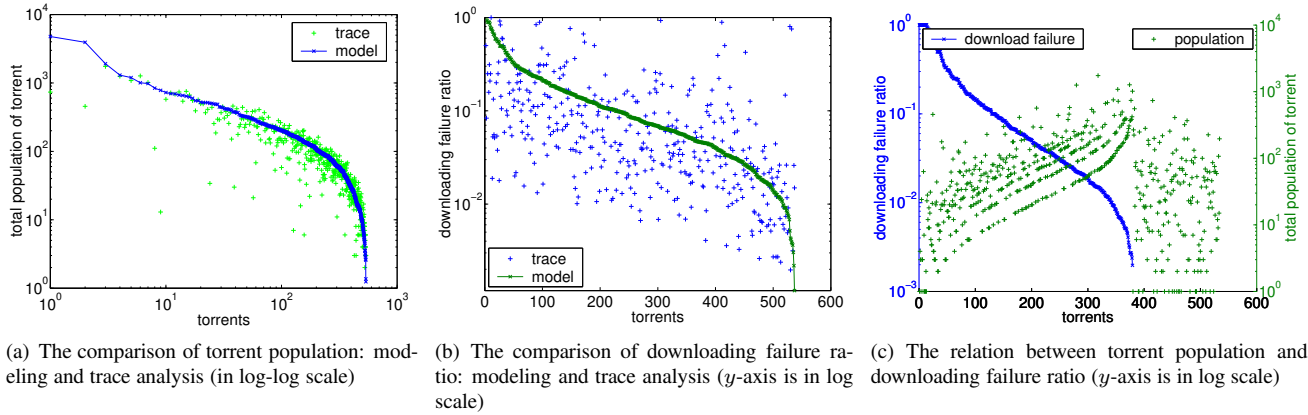 10^4
10^3
10^2
10^1
10^0
10^0
10^1
10^2
10^3
torrents
total population of torrent
trace
model
(a) The comparison of torrent population: mod-
eling and trace analysis (in log-log scale)
10^0
10^-1
10^-2
0
100
200
300
400
500
600
torrents
downloading failure ratio
trace
model
(b) The comparison of downloading failure ra-
tio: modeling and trace analysis (y-axis is in log
scale)
10^0
10^-1
10^-2
10^-3
0
100
200
300
400
500
600
torrents
downloading failure ratio
download failure
population
10^4
10^3
10^2
10^1
10^0
total population of torrent
(c) The relation between torrent population and
downloading failure ratio (y-axis is in log scale)